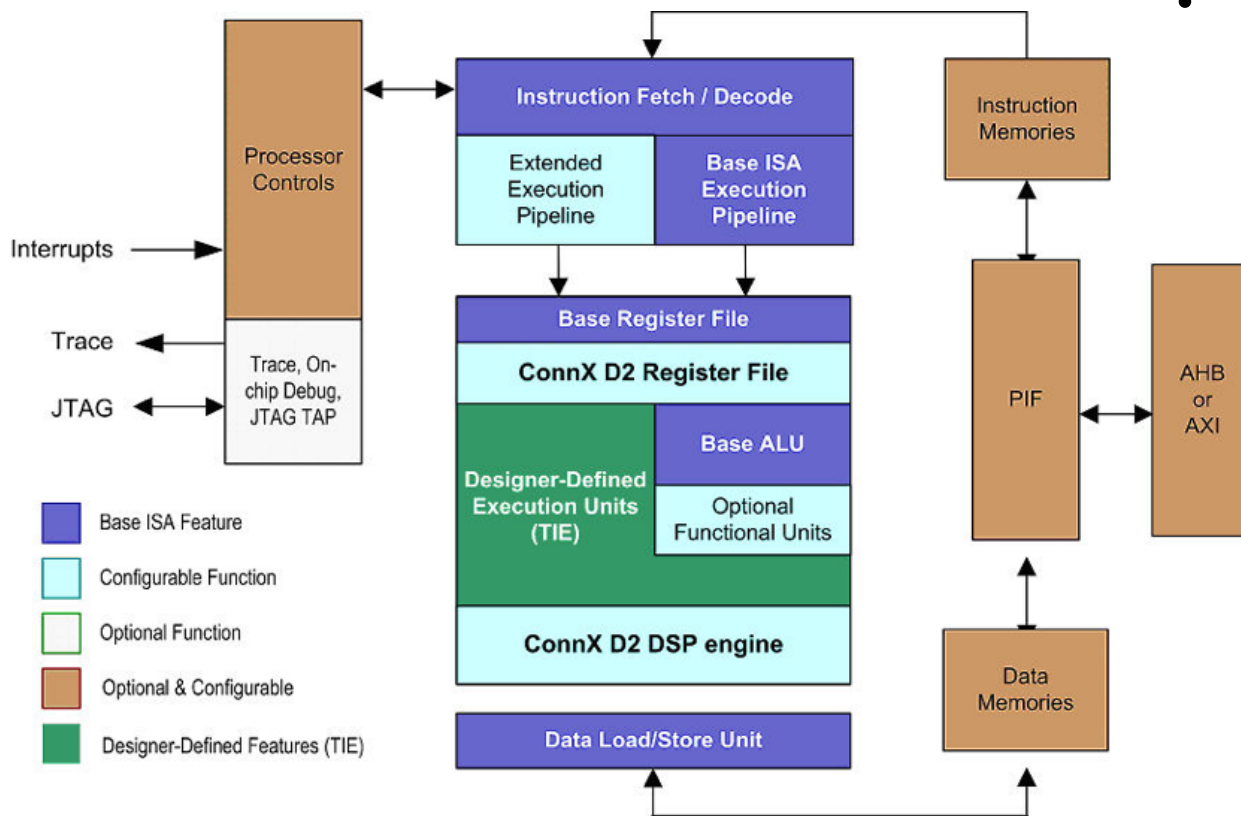 Processor
Controls
Interrupts
Trace
JTAG
Trace, On-
chip Debug,
JTAG TAP
Instruction Fetch / Decode
Extended
Execution
Pipeline
Base ISA
Execution
Pipeline
Base Register File
ConnX D2 Register File
Designer-Defined
Execution Units
(TIE)
Base ALU
Optional
Functional Units
ConnX D2 DSP engine
Data Load/Store Unit
Instruction
Memories
PIF
AHB
or
AXI
Data
Memories
Base ISA Feature
Configurable Function
Optional Function
Optional & Configurable
Designer-Defined Features (TIE)